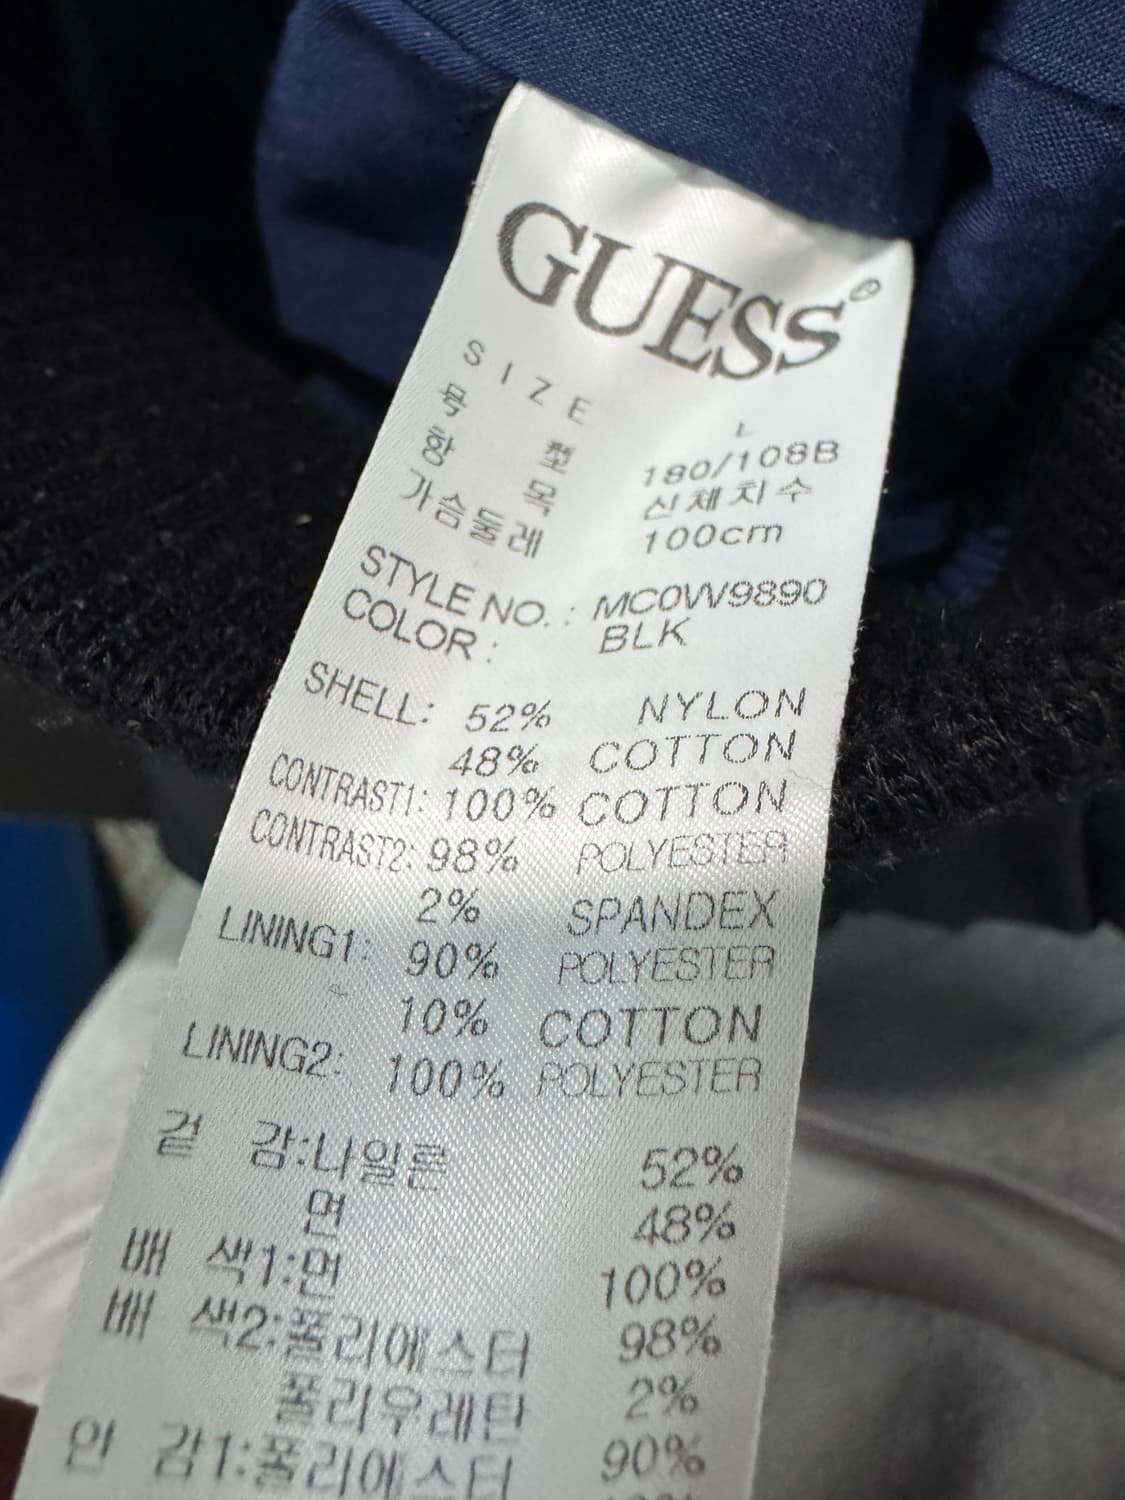 GUESS®
SIZE L
180/108B
항 목 신체치수
가슴둘레 100cm
STYLE NO.: MC0W9890
COLOR: BLK
SHELL: 52% NYLON
48% COTTON
CONTRAST1: 100% COTTON
CONTRAST2: 98% POLYESTER
2% SPANDEX
LINING1: 90% POLYESTER
10% COTTON
LINING2: 100% POLYESTER
겉 감:나일론 52%
면 48%
배 색1:면 100%
배 색2:폴리에스터 98%
폴리우레탄 2%
안 감1:폴리에스터 90%